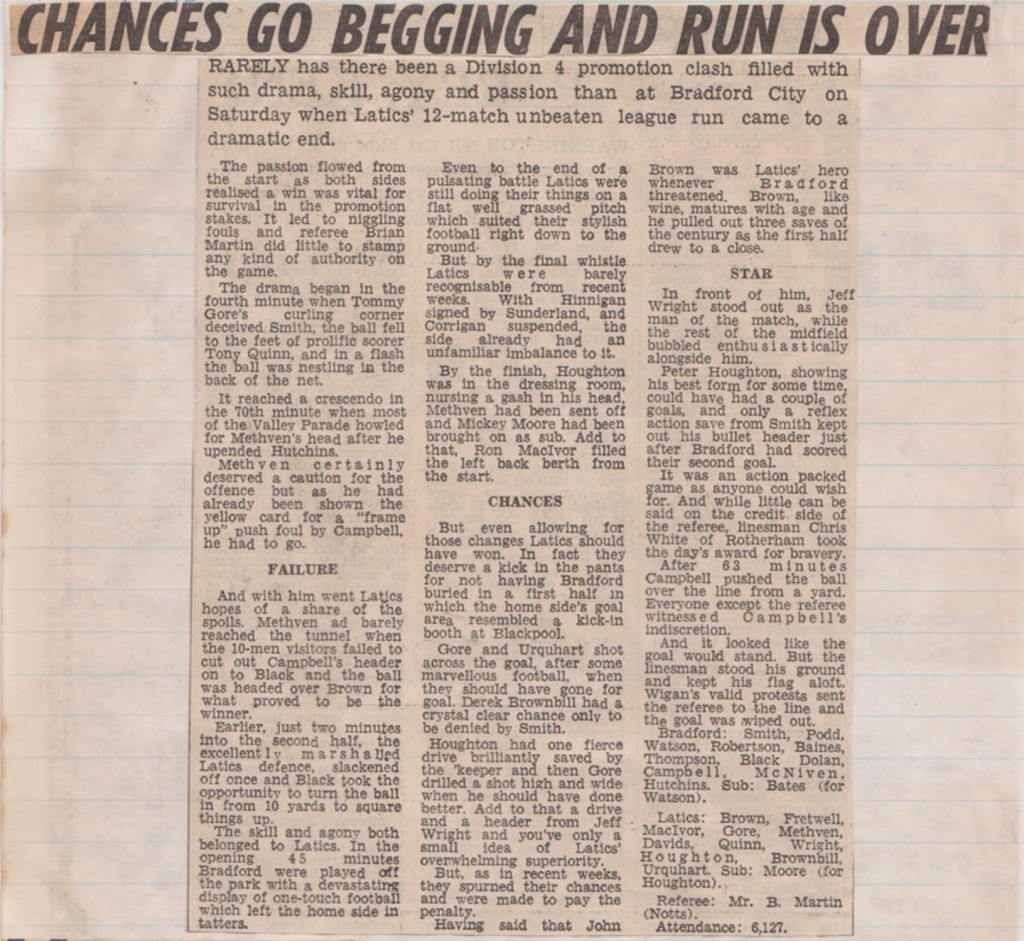 CHANCES GO BEGGING AND RUN IS OVER
RARELY has there been a Division 4 promotion clash filled with
such drama, skill, agony and passion than at Bradford City on
Saturday when Latics' 12-match unbeaten league run came to a
dramatic end.
The passion flowed from
the start as both sides
realised a win was vital for
survival in the promotion
stakes. It led to niggling
fouls and referee Brian
Martin did little to stamp
any kind of authority on
the game.
The drama began in the
fourth minute when Tommy
Gore's curling corner
deceived Smith, the ball fell
to the feet of prolific scorer
Tony Quinn, and in a flash
the ball was nestling in the
back of the net.
It reached a crescendo in
the 70th minute when most
of the Valley Parade howled
for Methven's head after he
upended Hutchins.
Methven certainly
deserved a caution for the
offence but as he had
already been shown the
yellow card for a "frame
up" push foul by Campbell,
he had to go.
FAILURE
And with him went Latics
hopes of a share of the
spoils. Methven ad barely
reached the tunnel when
the 10-men visitors failed to
cut out Campbell's header
on to Black and the ball
was headed over Brown for
what proved to be the
winner.
Earlier, just two minutes
into the second half, the
excellently marshalled
Latics defence, slackened
off once and Black took the
opportunity to turn the ball
in from 10 yards to square
things up.
The skill and agony both
belonged to Latics. In the
opening 45 minutes
Bradford were played off
the park with a devastating
display of one-touch football
which left the home side in
tatters.
Even to the end of a
pulsating battle Latics were
still doing their things on a
flat well grassed pitch
which suited their stylish
football right down to the
ground.
But by the final whistle
Latics were barely
recognisable from recent
weeks. With Hinnigan
signed by Sunderland, and
Corrigan suspended, the
side already had an
unfamiliar imbalance to it.
By the finish, Houghton
was in the dressing room,
nursing a gash in his head,
Methven had been sent off
and Mickey Moore had been
brought on as sub. Add to
that, Ron MacIvor filled
the left back berth from
the start.
CHANCES
But even allowing for
those changes Latics should
have won. In fact they
deserve a kick in the pants
for not having Bradford
buried in a first half in
which the home side's goal
area resembled a kick-in
booth at Blackpool.
Gore and Urquhart shot
across the goal, after some
marvellous football, when
they should have gone for
goal. Derek Brownbill had a
crystal clear chance only to
be denied by Smith.
Houghton had one fierce
drive brilliantly saved by
the 'keeper and then Gore
drilled a shot high and wide
when he should have done
better. Add to that a drive
and a header from Jeff
Wright and you've only a
small idea of Latics'
overwhelming superiority.
But, as in recent weeks,
they spurned their chances
and were made to pay the
penalty.
Having said that John
Brown was Latics' hero
whenever Bradford
threatened. Brown, like
wine, matures with age and
he pulled out three saves of
the century as the first half
drew to a close.
STAR
In front of him, Jeff
Wright stood out as the
man of the match, while
the rest of the midfield
bubbled enthusiastically
alongside him.
Peter Houghton, showing
his best form for some time,
could have had a couple of
goals, and only a reflex
action save from Smith kept
out his bullet header just
after Bradford had scored
their second goal.
It was an action packed
game as anyone could wish
for. And while little can be
said on the credit side of
the referee, linesman Chris
White of Rotherham took
the day's award for bravery.
After 63 minutes
Campbell pushed the ball
over the line from a yard.
Everyone except the referee
witnessed Campbell's
indiscretion.
And it looked like the
goal would stand. But the
linesman stood his ground
and kept his flag aloft.
Wigan's valid protests sent
the referee to the line and
the goal was wiped out.
Bradford: Smith, Podd,
Watson, Robertson, Baines,
Thompson, Black Dolan,
Campbell, McNiven,
Hutchins. Sub: Bates (for
Watson).
Latics: Brown, Fretwell,
MacIvor, Gore, Methven,
Davids, Quinn, Wright,
Houghton, Brownbill,
Urquhart. Sub: Moore (for
Houghton).
Referee: Mr. B. Martin
(Notts).
Attendance: 6,127.